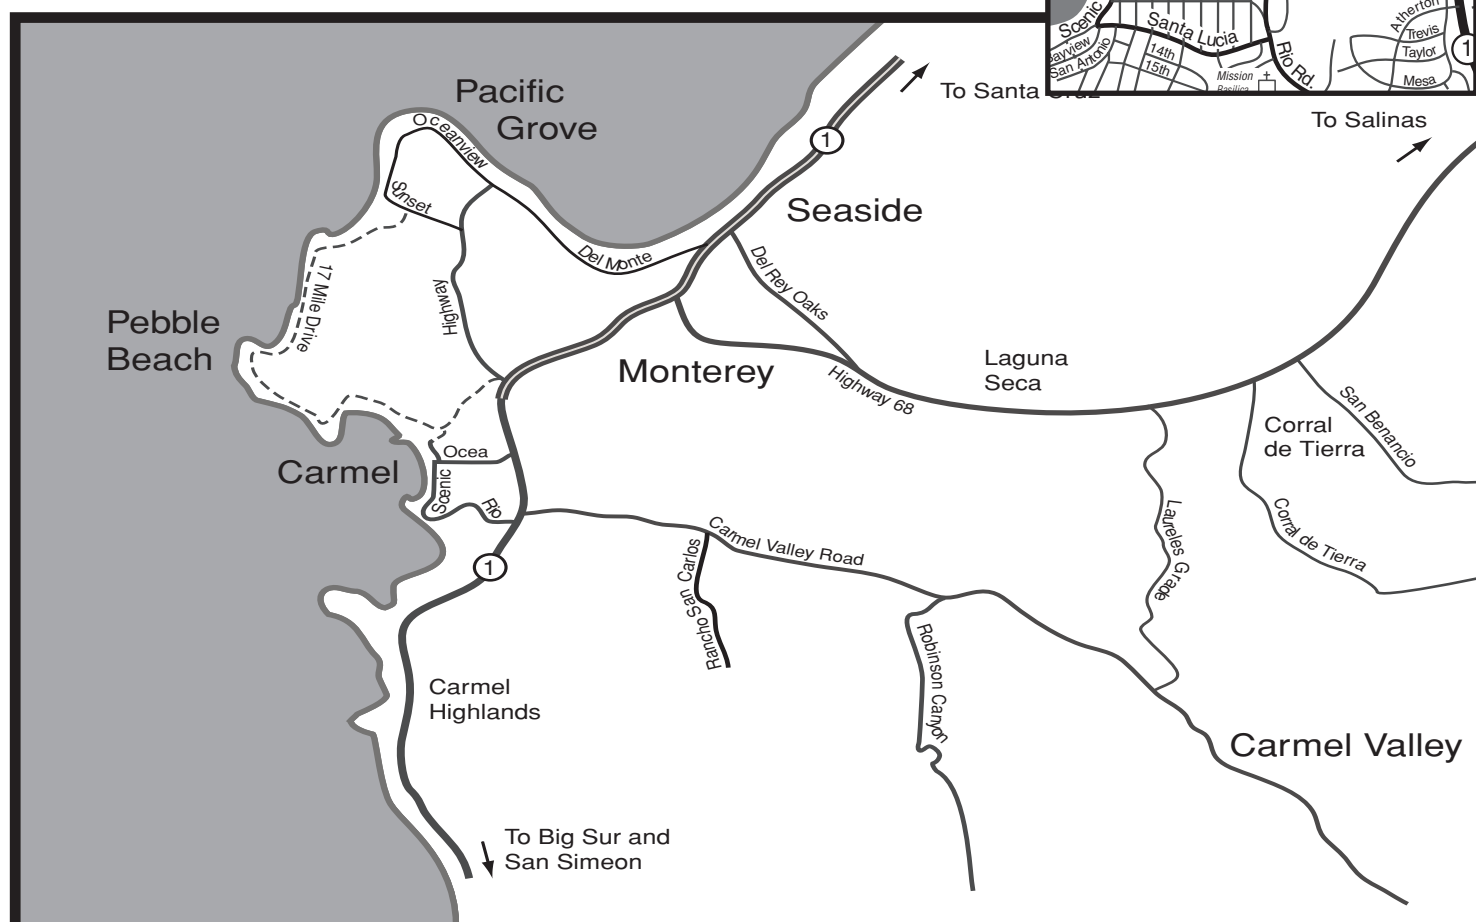 Scenic
Santa Lucia
San Antonio
14th
15th
Mission
Rio Rd.
Atherton
Trevis
Taylor
Mesa
1
Pacific
Grove
To Santa
To Salinas
Oceanview
1
Sunset
Seaside
Del Monte
Del Rey Oaks
17 Mile Drive
Highway
Pebble
Beach
Monterey
Highway 68
Laguna
Seca
San Benancio
Corral
de Tierra
Carmel
Ocea
Scenic
Rio
Carmel Valley Road
Laureles Grade
Corral de Tierra
1
Rancho San Carlos
Robinson Canyon
Carmel
Highlands
Carmel Valley
To Big Sur and
San Simeon